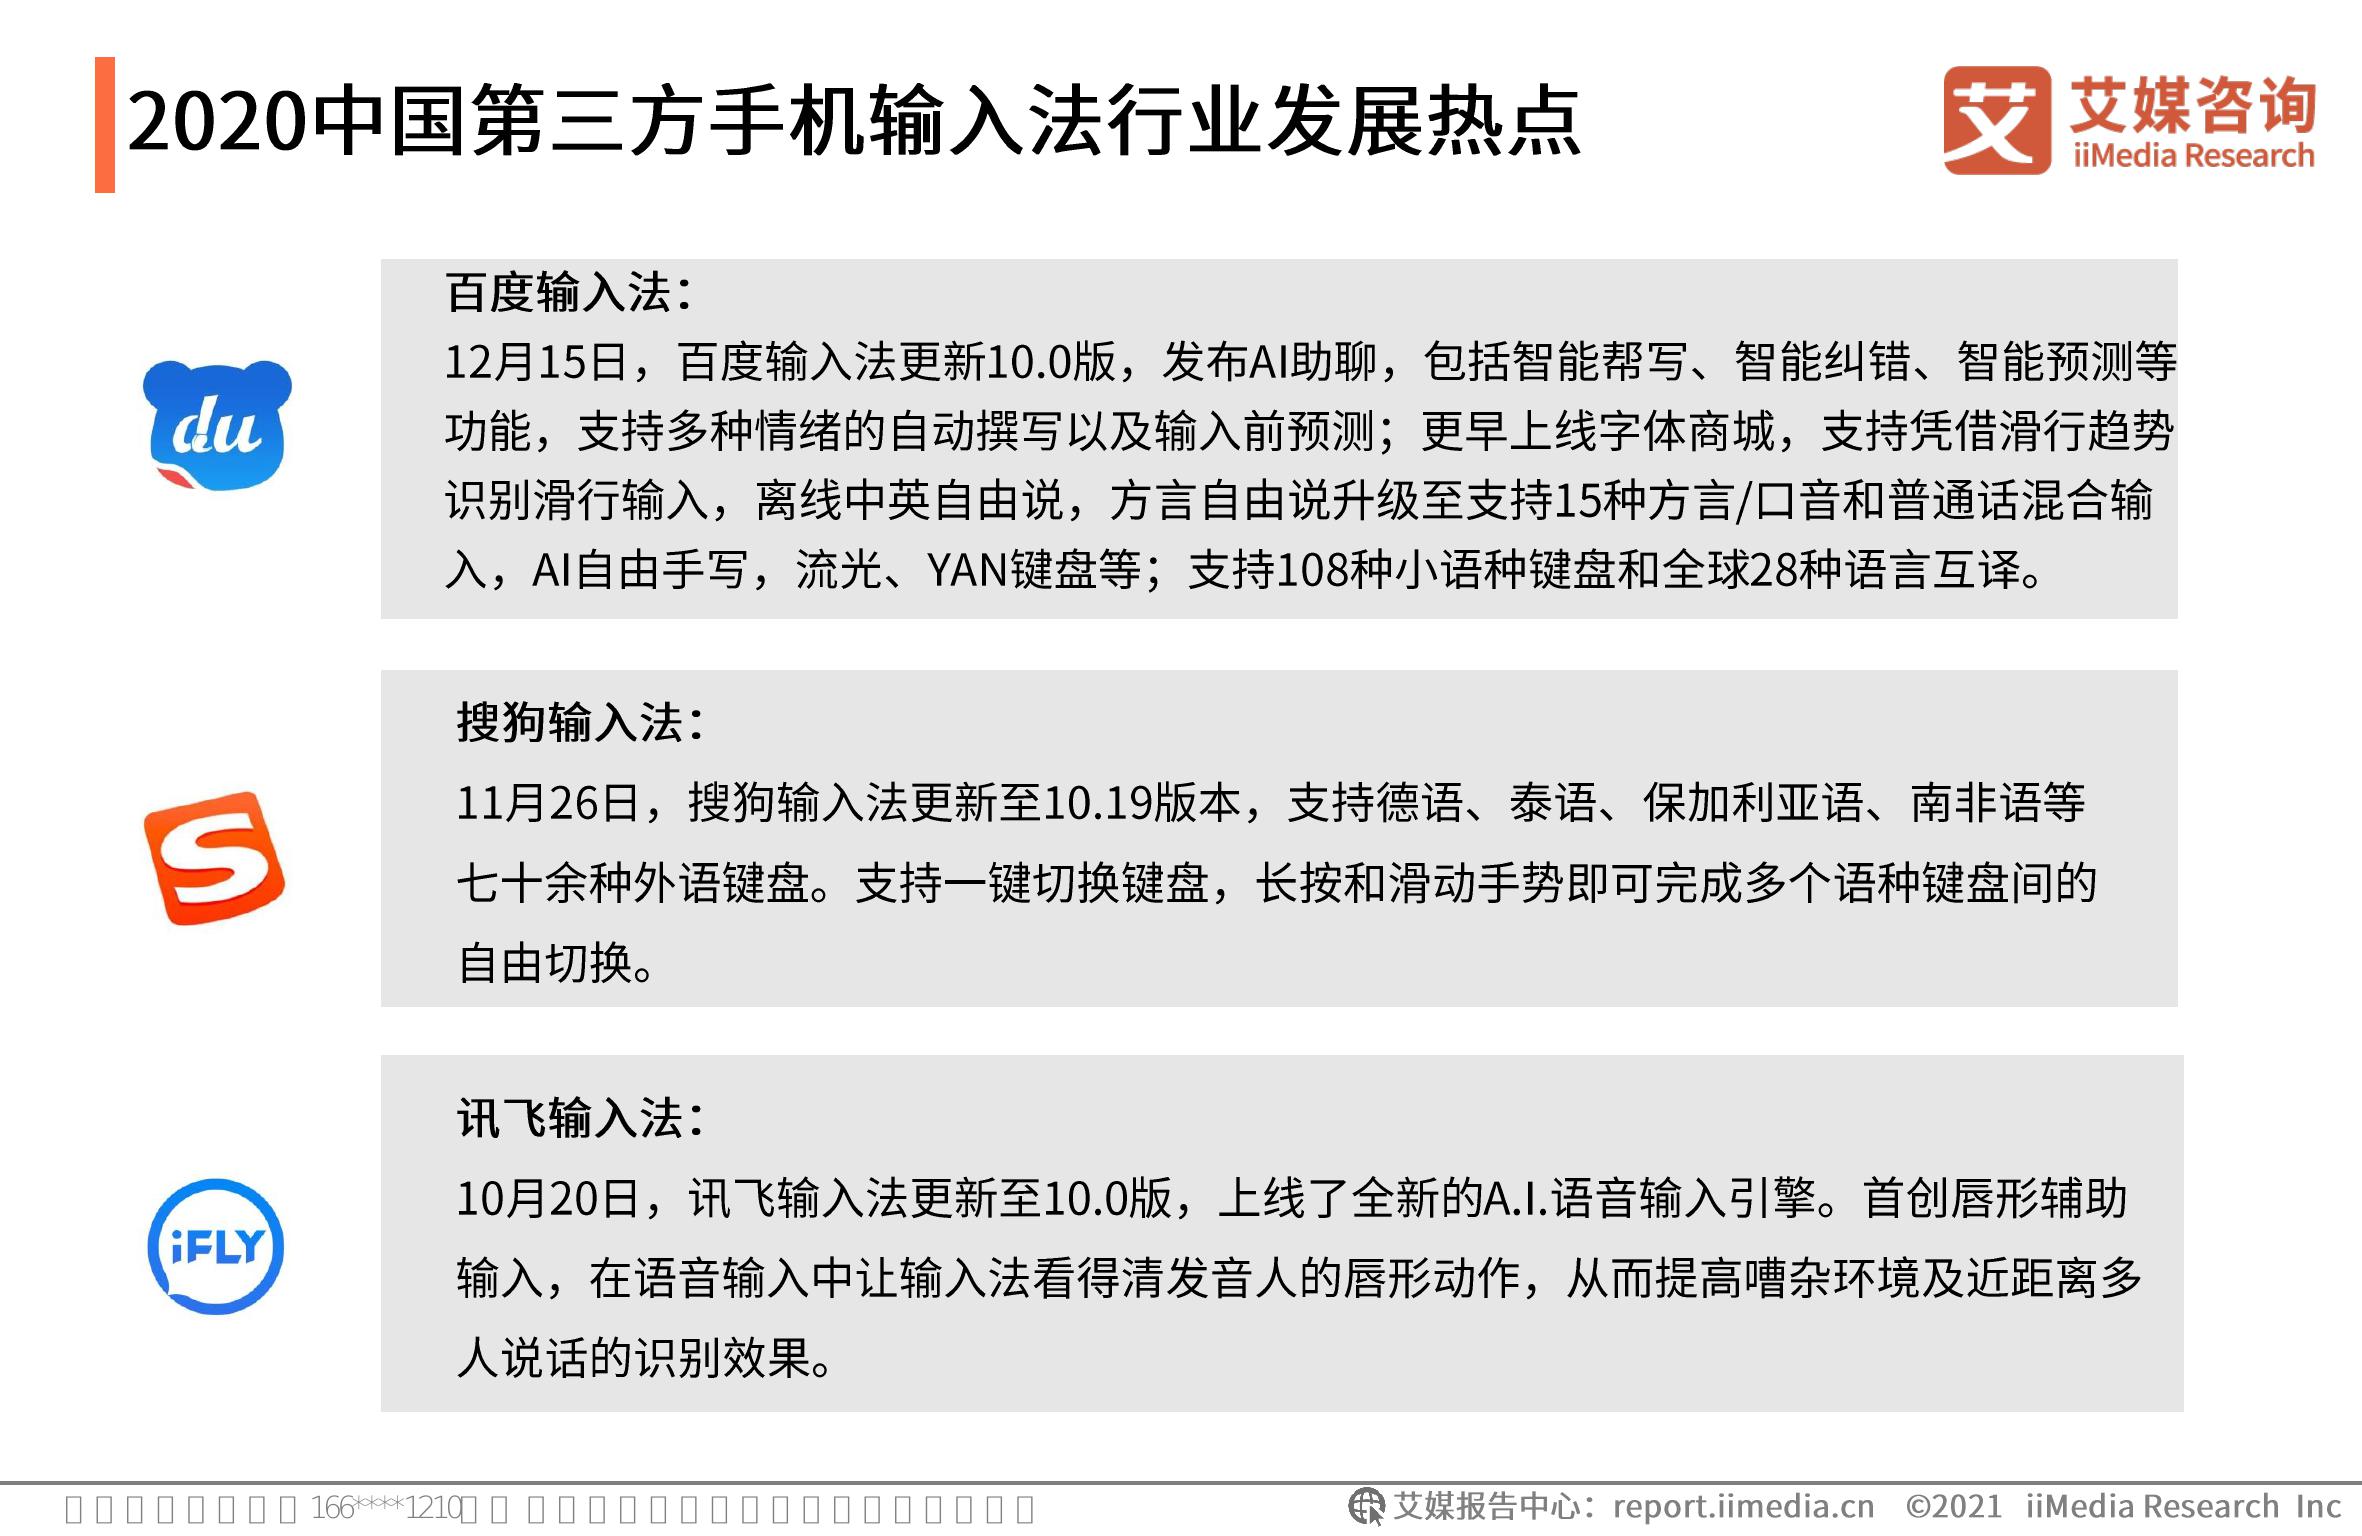 2020中国第三方手机输入法行业发展热点
艾媒咨询
iiMedia Research
百度输入法：
12月15日，百度输入法更新10.0版，发布AI助聊，包括智能帮写、智能纠错、智能预测等
功能，支持多种情绪的自动撰写以及输入前预测；更早上线字体商城，支持凭借滑行趋势
识别滑行输入，离线中英自由说，方言自由说升级至支持15种方言/口音和普通话混合输
入，AI自由手写，流光、YAN键盘等；支持108种小语种键盘和全球28种语言互译。
du
搜狗输入法：
11月26日，搜狗输入法更新至10.19版本，支持德语、泰语、保加利亚语、南非语等
七十余种外语键盘。支持一键切换键盘，长按和滑动手势即可完成多个语种键盘间的
自由切换。
S
讯飞输入法：
10月20日，讯飞输入法更新至10.0版，上线了全新的A.I.语音输入引擎。首创唇形辅助
输入，在语音输入中让输入法看得清发音人的唇形动作，从而提高嘈杂环境及近距离多
人说话的识别效果。
iFLY
166****1210
艾媒报告中心：report.iimedia.cn ©2021 iiMedia Research Inc